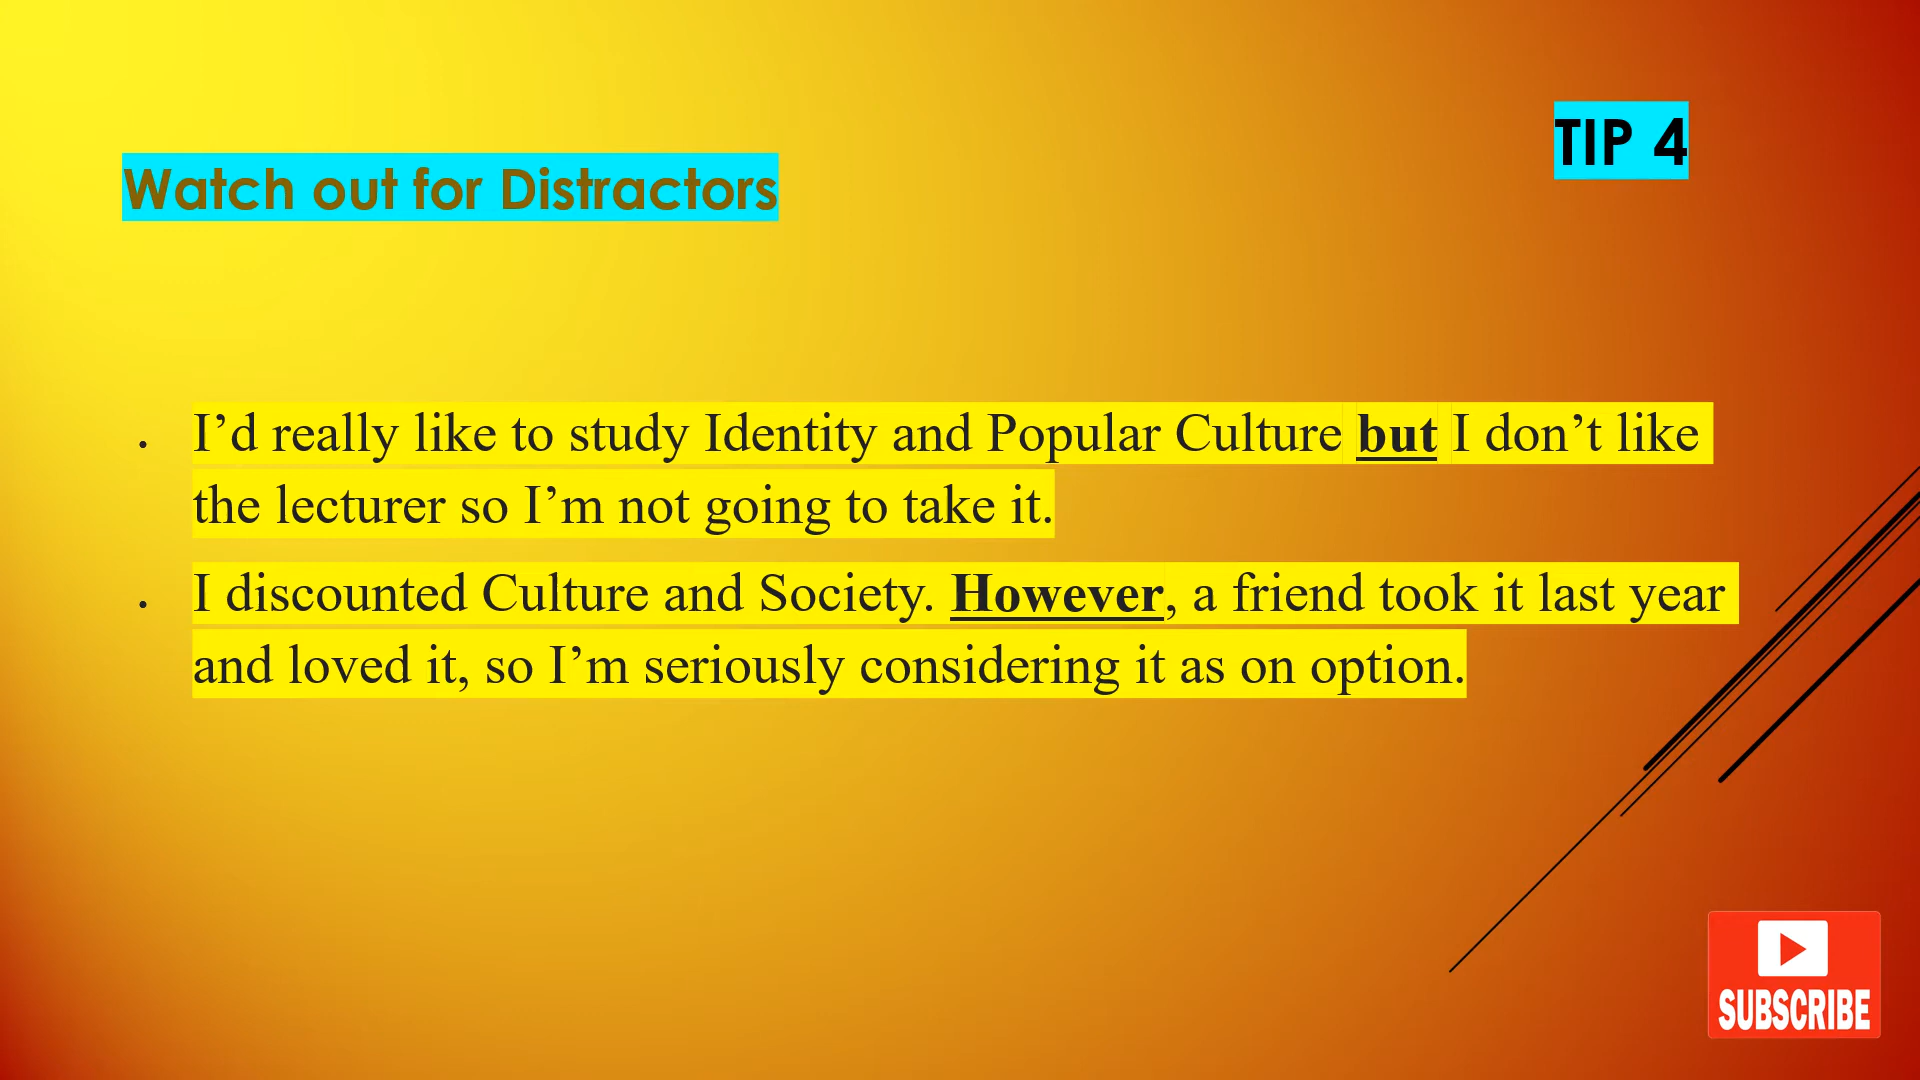 TIP 4
Watch out for Distractors
• I’d really like to study Identity and Popular Culture but I don’t like
the lecturer so I’m not going to take it.
• I discounted Culture and Society. However, a friend took it last year
and loved it, so I’m seriously considering it as on option.
SUBSCRIBE